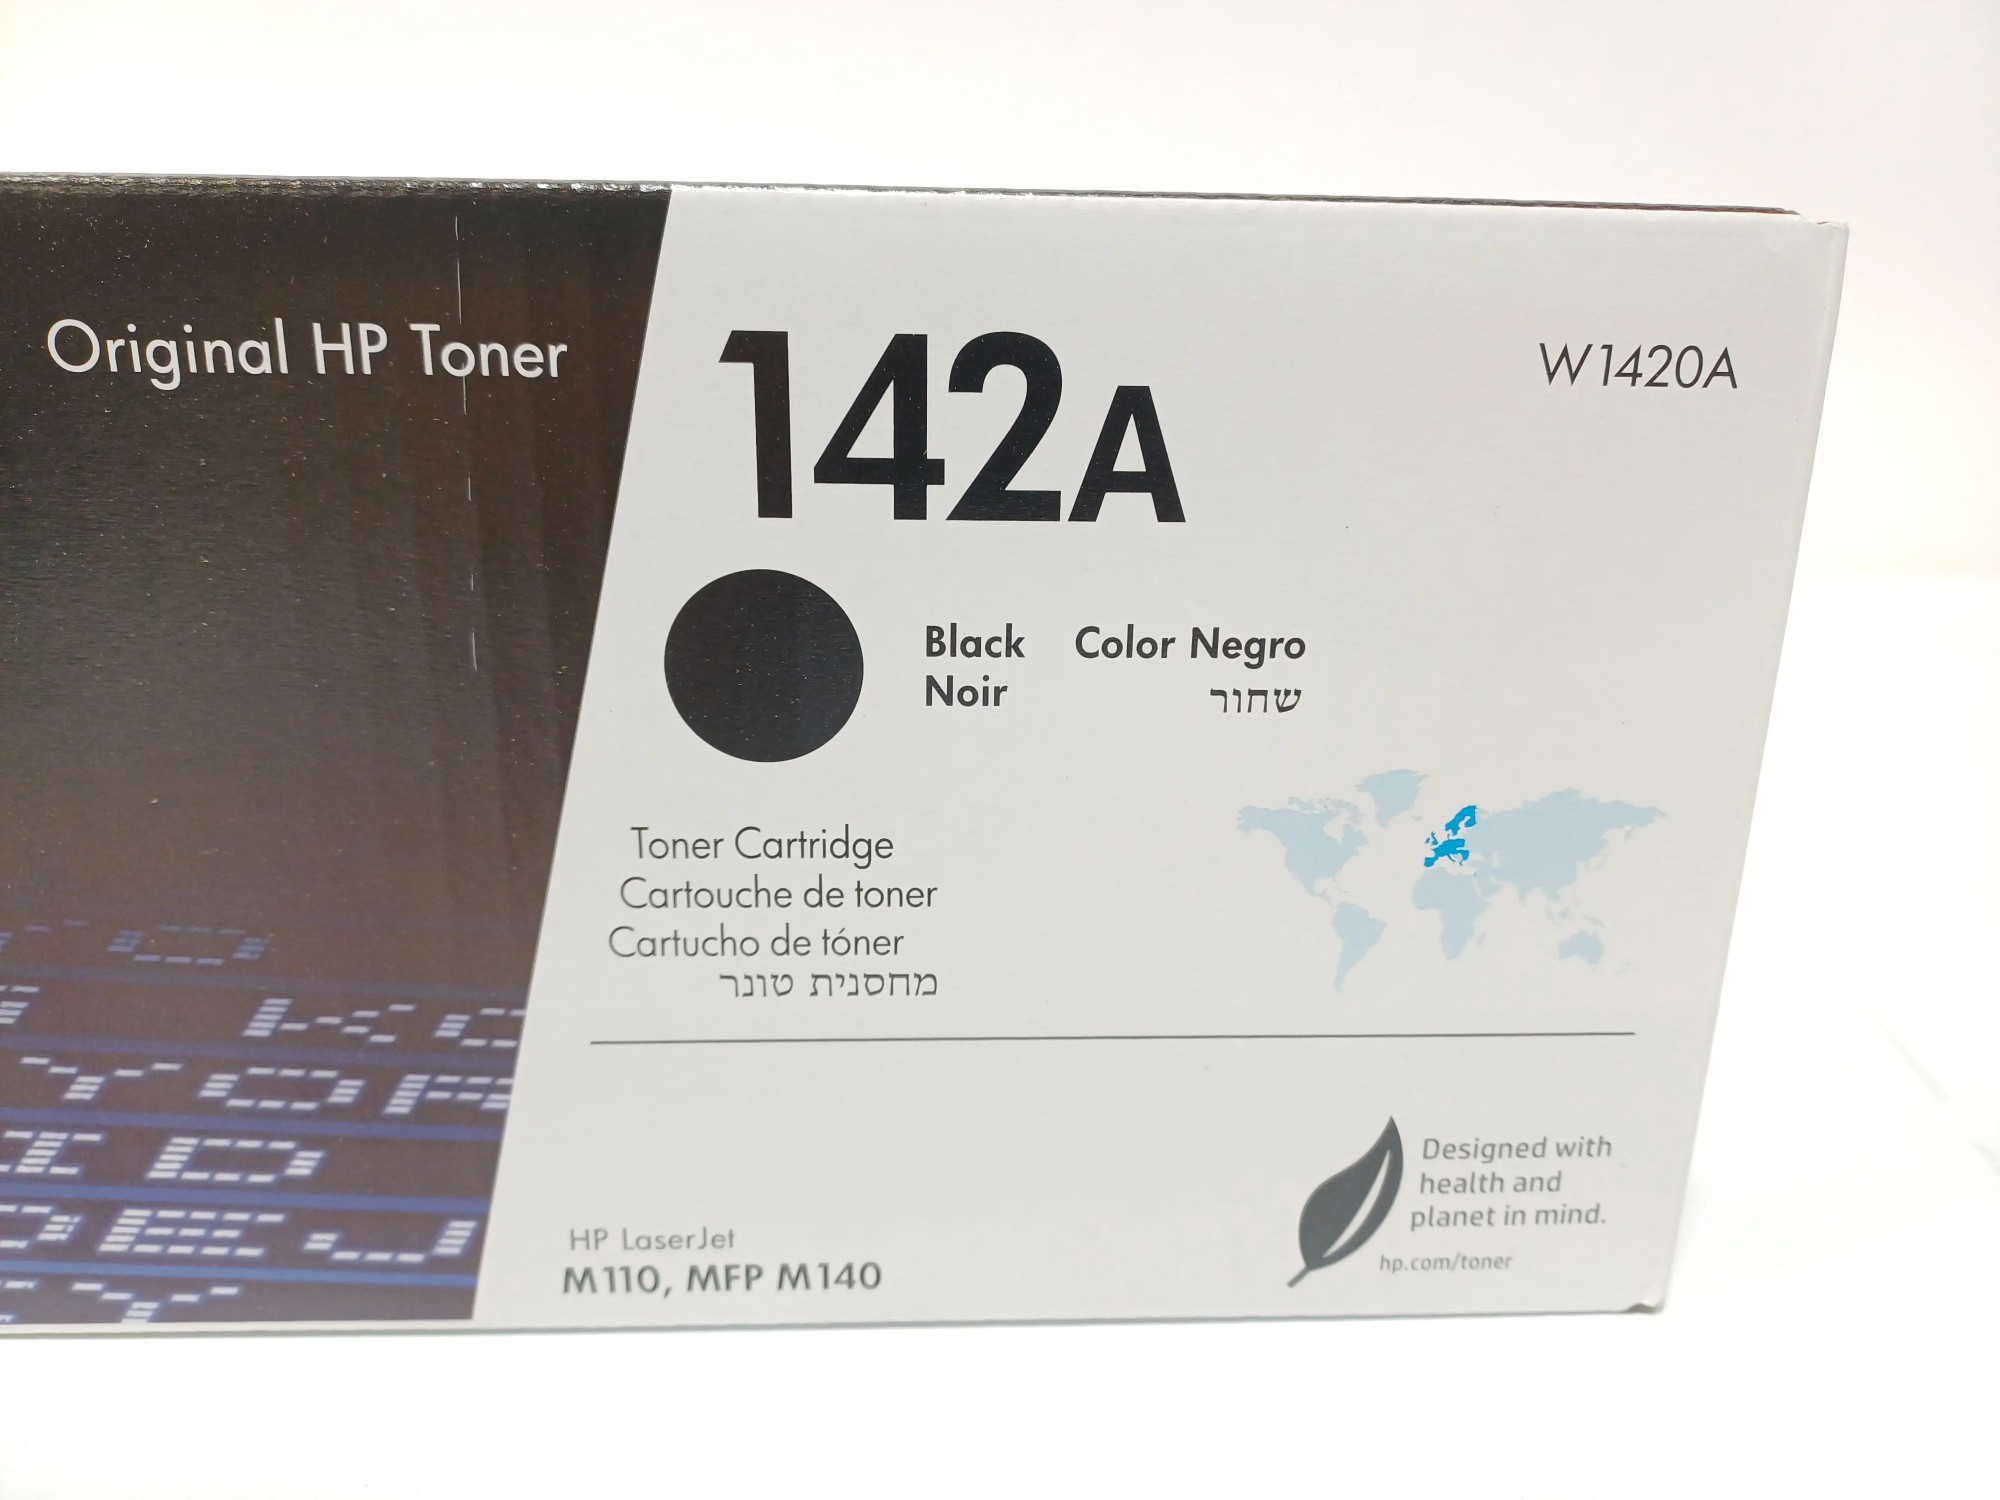 Original HP Toner
142A
W1420A
Black
Color Negro
Noir
שחור
Toner Cartridge
Cartouche de toner
Cartucho de tóner
מחסנית טונר
HP LaserJet
M110, MFP M140
Designed with
health and
planet in mind.
hp.com/toner